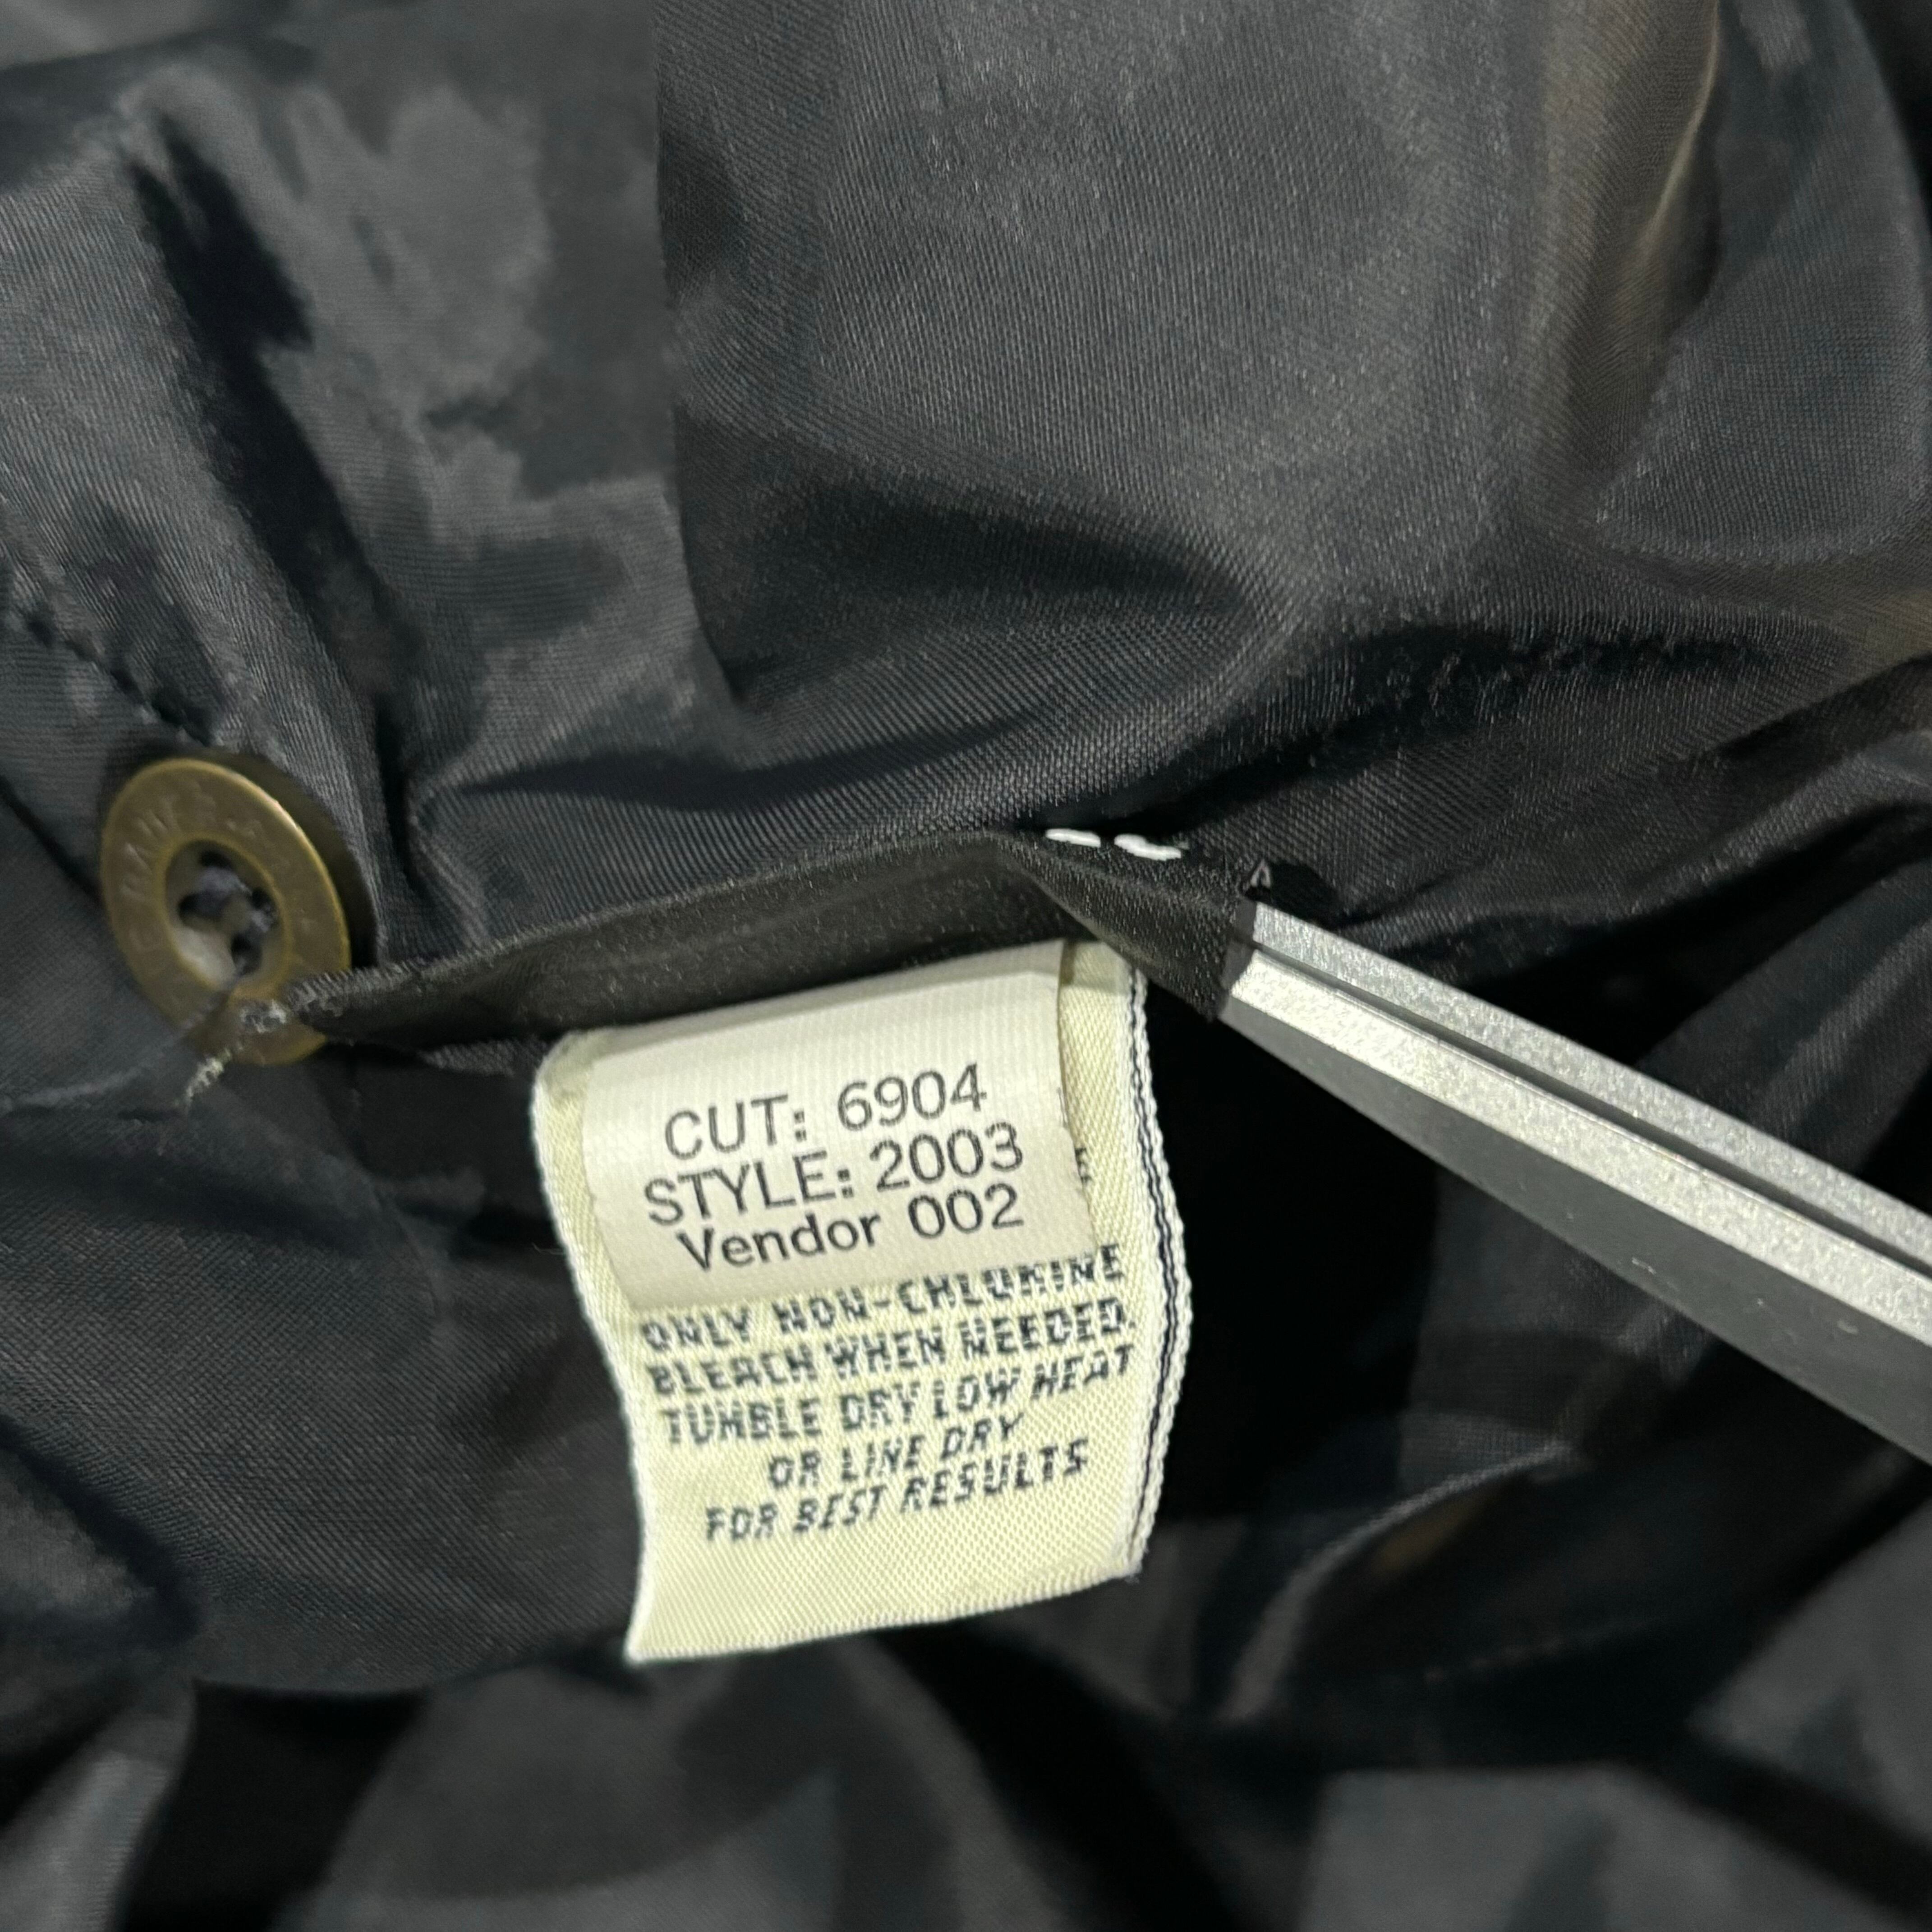 CUT: 6904
STYLE: 2003
Vendor 002
E
ONLY NON-CHLORINE
BLEACH WHEN NEEDED.
TUMBLE DRY LOW HEAT
OR LINE DRY
FOR BEST RESULTS